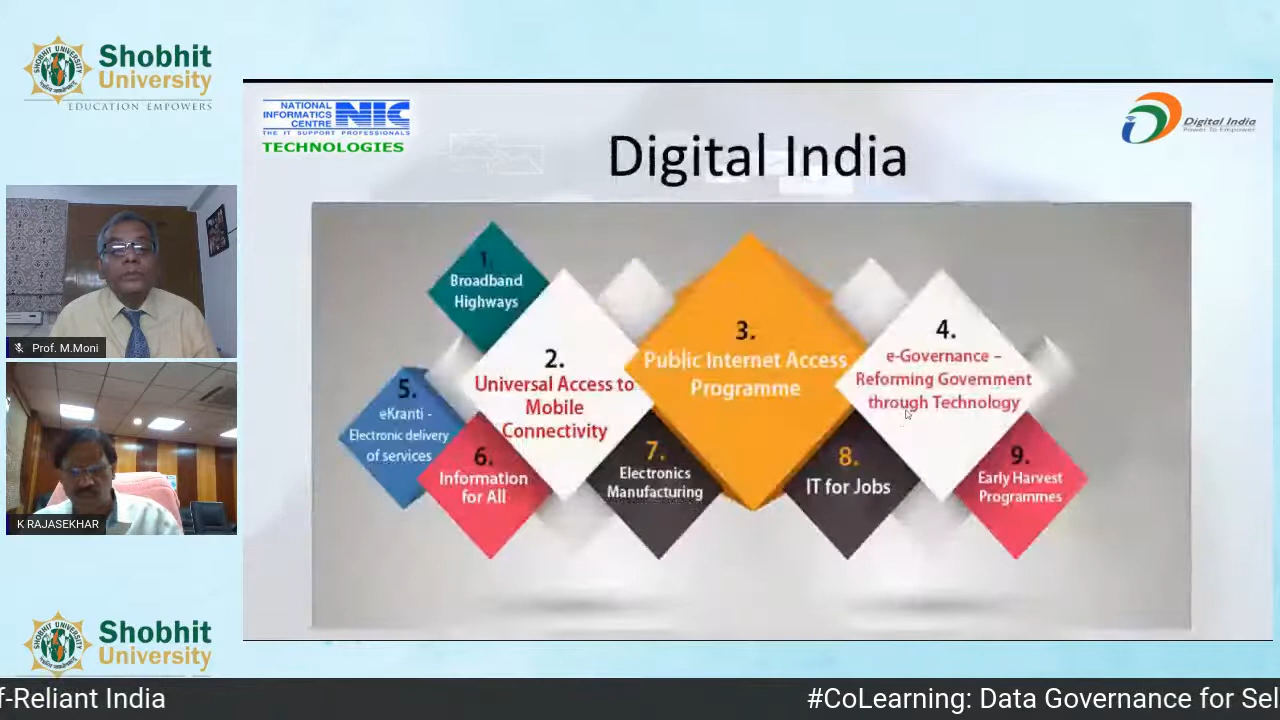 Shobhit
University
EDUCATION EMPOWERS
NATIONAL
INFORMATICS
CENTRE
NIC
THE IT SUPPORT PROFESSIONALS
TECHNOLOGIES
Digital India
Digital India
Power To Empower
1.
Broadband
Highways
2.
Universal Access to
Mobile
Connectivity
3.
Public Internet Access
Programme
4.
e-Governance –
Reforming Government
through Technology
5.
eKranti -
Electronic delivery
of services
6.
Information
for All
7.
Electronics
Manufacturing
8.
IT for Jobs
9.
Early Harvest
Programmes
Prof. M.Moni
K RAJASEKHAR
Shobhit
University
f-Reliant India
#CoLearning: Data Governance for Sel